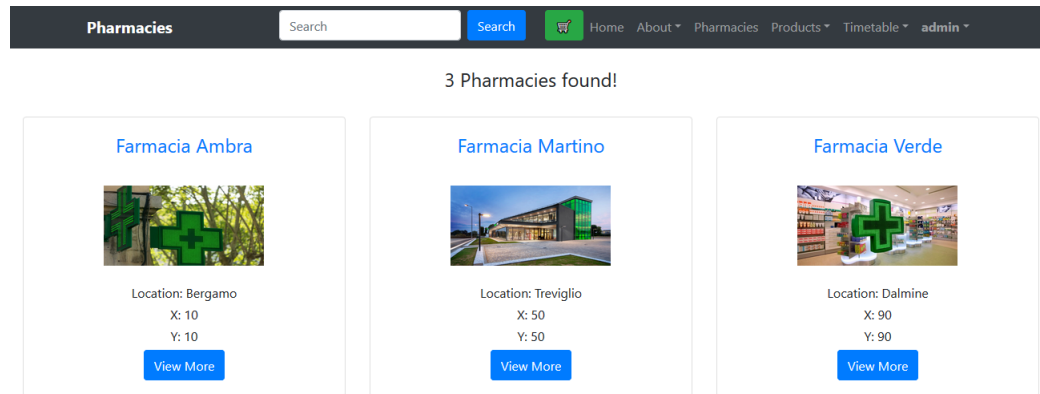 Pharmacies Search Search Home About Pharmacies Products Timetable admin
3 Pharmacies found!
Farmacia Ambra
Location: Bergamo
X: 10
Y: 10
View More
Farmacia Martino
Location: Treviglio
X: 50
Y: 50
View More
Farmacia Verde
Location: Dalmine
X: 90
Y: 90
View More